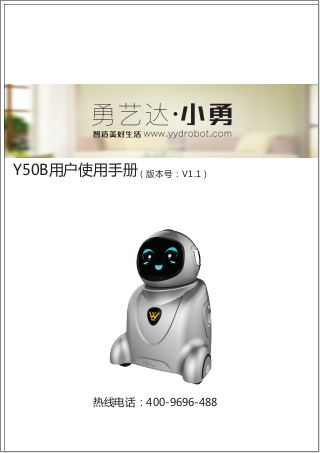 勇艺达·小勇
智造美好生活 www.yydrobot.com
Y50B用户使用手册（版本号：V1.1）
热线电话：400-9696-488